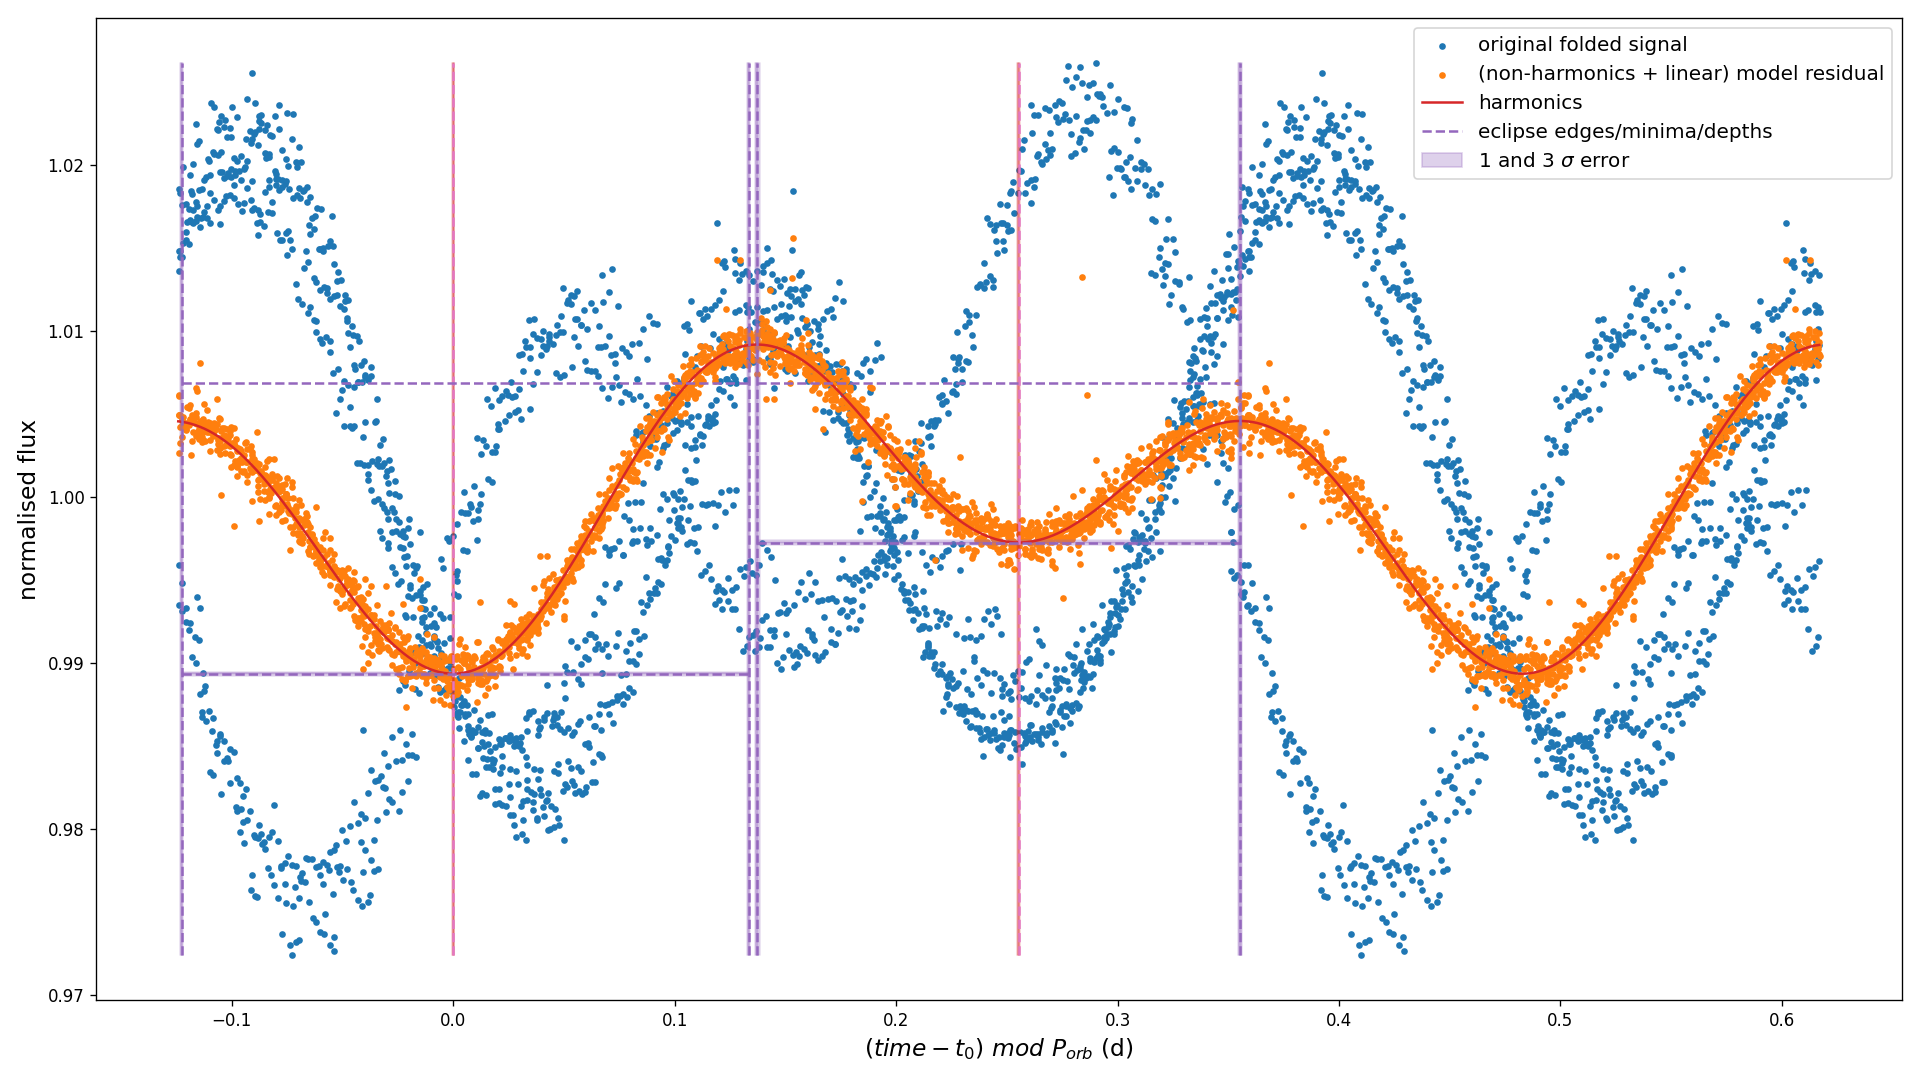 original folded signal
(non-harmonics + linear) model residual
harmonics
eclipse edges/minima/depths
1 and 3 σ error
normalised flux
1.02
1.01
1.00
0.99
0.98
0.97
−0.1 0.0 0.1 0.2 0.3 0.4 0.5 0.6
(time − t₀) mod P_orb (d)